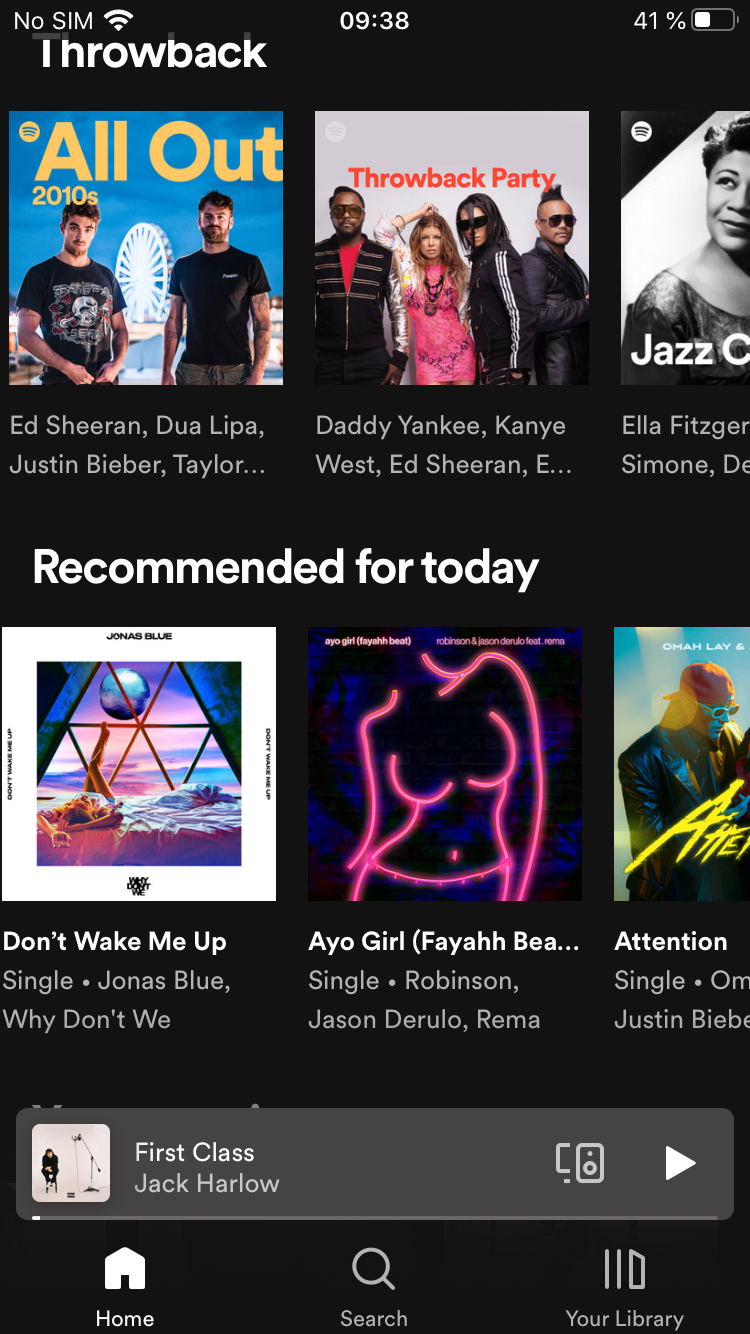 No SIM 09:38 41 %
Throwback
All Out
2010s
Throwback Party
Jazz C
Ed Sheeran, Dua Lipa,
Justin Bieber, Taylor...
Daddy Yankee, Kanye
West, Ed Sheeran, E...
Ella Fitzger
Simone, De
Recommended for today
JONAS BLUE
DON'T WAKE ME UP
DON'T WAKE ME UP
WHY
DON'T
WE
ayo girl (fayahh beat) robinson & jason derulo feat. rema
OMAH LAY &
Don't Wake Me Up
Single • Jonas Blue,
Why Don't We
Ayo Girl (Fayahh Bea...
Single • Robinson,
Jason Derulo, Rema
Attention
Single • Om
Justin Biebe
First Class
Jack Harlow
Home
Search
Your Library